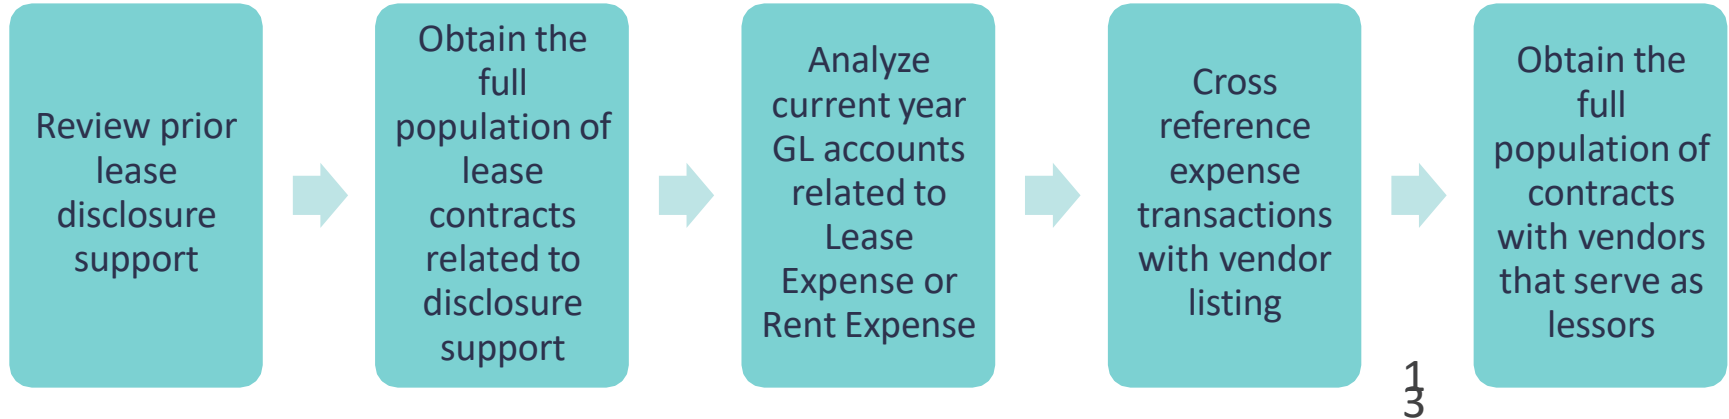 Review prior
lease
disclosure
support
Obtain the
full
population of
lease
contracts
related to
disclosure
support
Analyze
current year
GL accounts
related to
Lease
Expense or
Rent Expense
Cross
reference
expense
transactions
with vendor
listing
Obtain the
full
population of
contracts
with vendors
that serve as
lessors
1
3